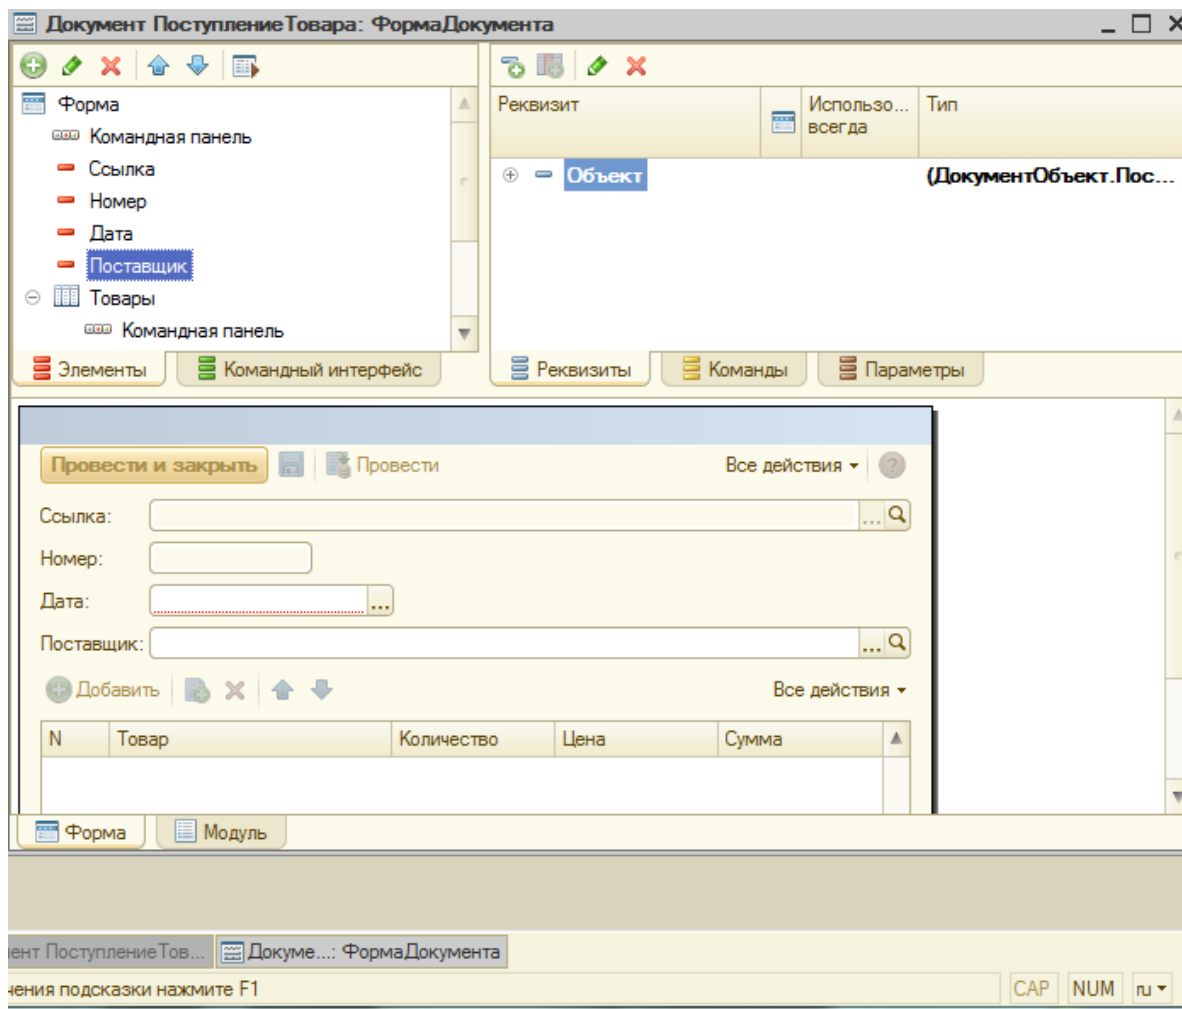 Документ ПоступлениеТовара: ФормаДокумента
Форма
Командная панель
Ссылка
Номер
Дата
Поставщик
Товары
Командная панель
Элементы
Командный интерфейс
Реквизит
Использо...
всегда
Тип
Объект
(ДокументОбъект.Пос...
Реквизиты
Команды
Параметры
Провести и закрыть
Провести
Все действия
Ссылка:
Номер:
Дата:
Поставщик:
Добавить
Все действия
N Товар Количество Цена Сумма
Форма
Модуль
мент ПоступлениеТов...
Докуме...: ФормаДокумента
чения подсказки нажмите F1
CAP NUM ru